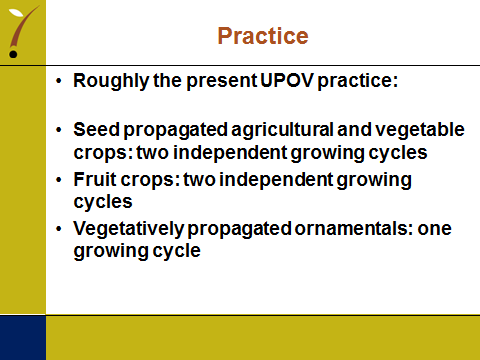 Practice
• Roughly the present UPOV practice:
• Seed propagated agricultural and vegetable
crops: two independent growing cycles
• Fruit crops: two independent growing
cycles
• Vegetatively propagated ornamentals: one
growing cycle